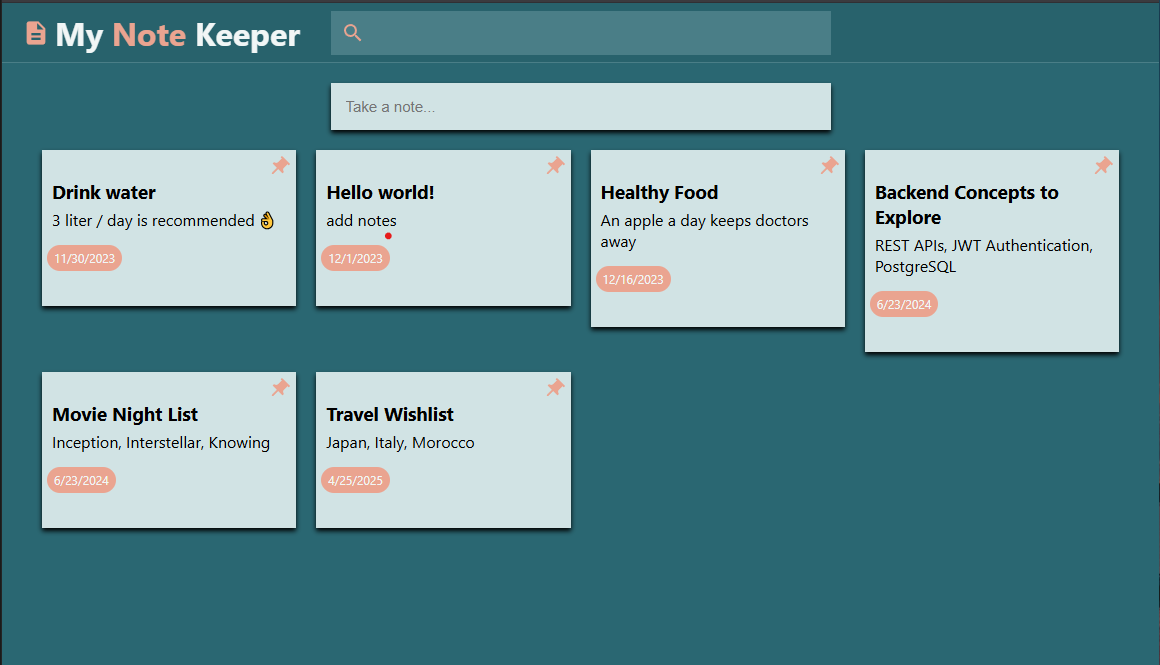 My Note Keeper
Take a note...
Drink water
3 liter / day is recommended 👌
11/30/2023
Hello world!
add notes
12/1/2023
Healthy Food
An apple a day keeps doctors
away
12/16/2023
Backend Concepts to
Explore
REST APIs, JWT Authentication,
PostgreSQL
6/23/2024
Movie Night List
Inception, Interstellar, Knowing
6/23/2024
Travel Wishlist
Japan, Italy, Morocco
4/25/2025